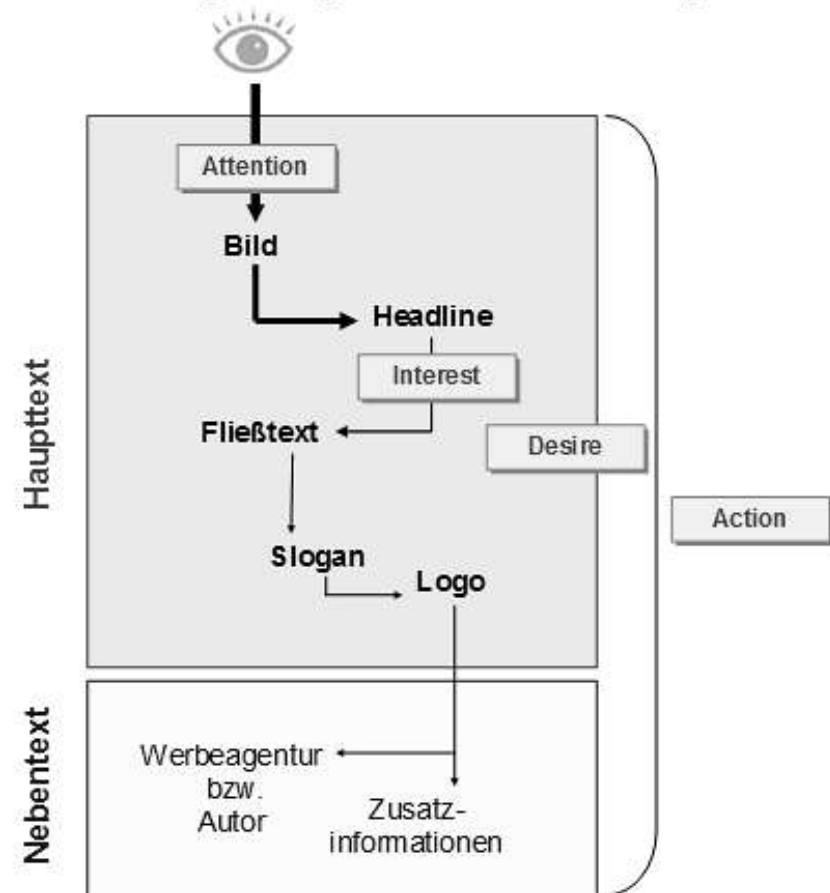 Attention
Bild
Headline
Interest
Fließtext
Desire
Action
Slogan
Logo
Haupttext
Werbeagentur
bzw.
Autor
Zusatz-
informationen
Nebentext